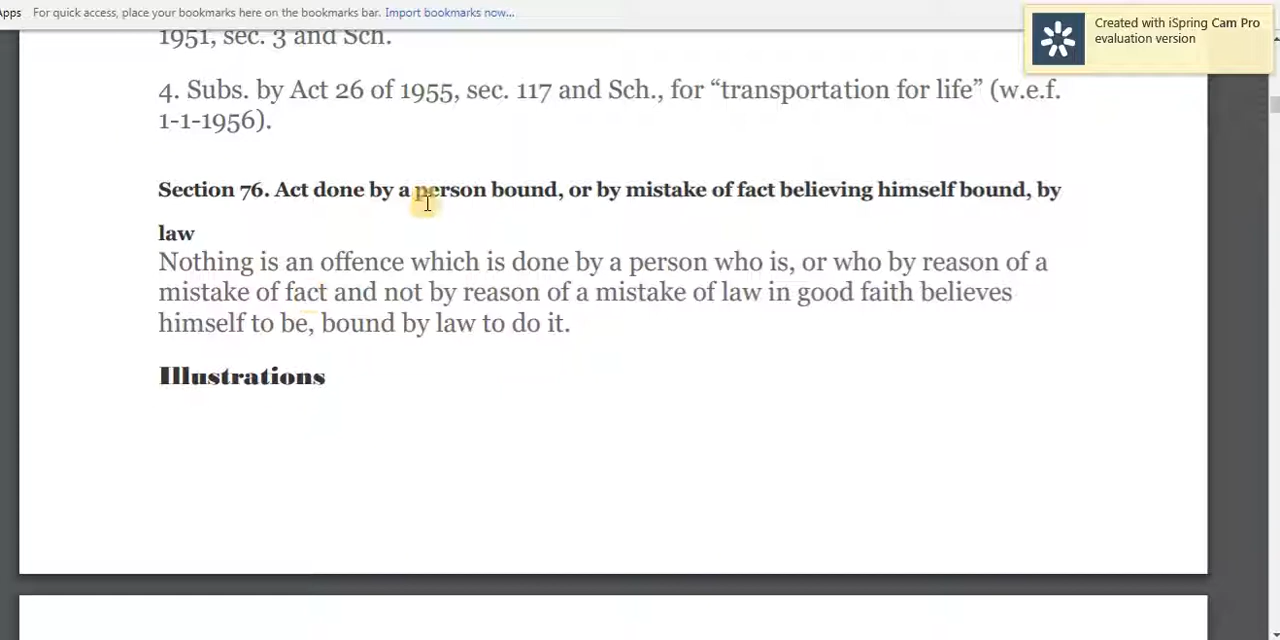 Apps For quick access, place your bookmarks here on the bookmarks bar. Import bookmarks now...
Created with iSpring Cam Pro
evaluation version
1951, sec. 3 and Sch.
4. Subs. by Act 26 of 1955, sec. 117 and Sch., for “transportation for life” (w.e.f.
1-1-1956).
Section 76. Act done by a person bound, or by mistake of fact believing himself bound, by
law
Nothing is an offence which is done by a person who is, or who by reason of a
mistake of fact and not by reason of a mistake of law in good faith believes
himself to be, bound by law to do it.
Illustrations